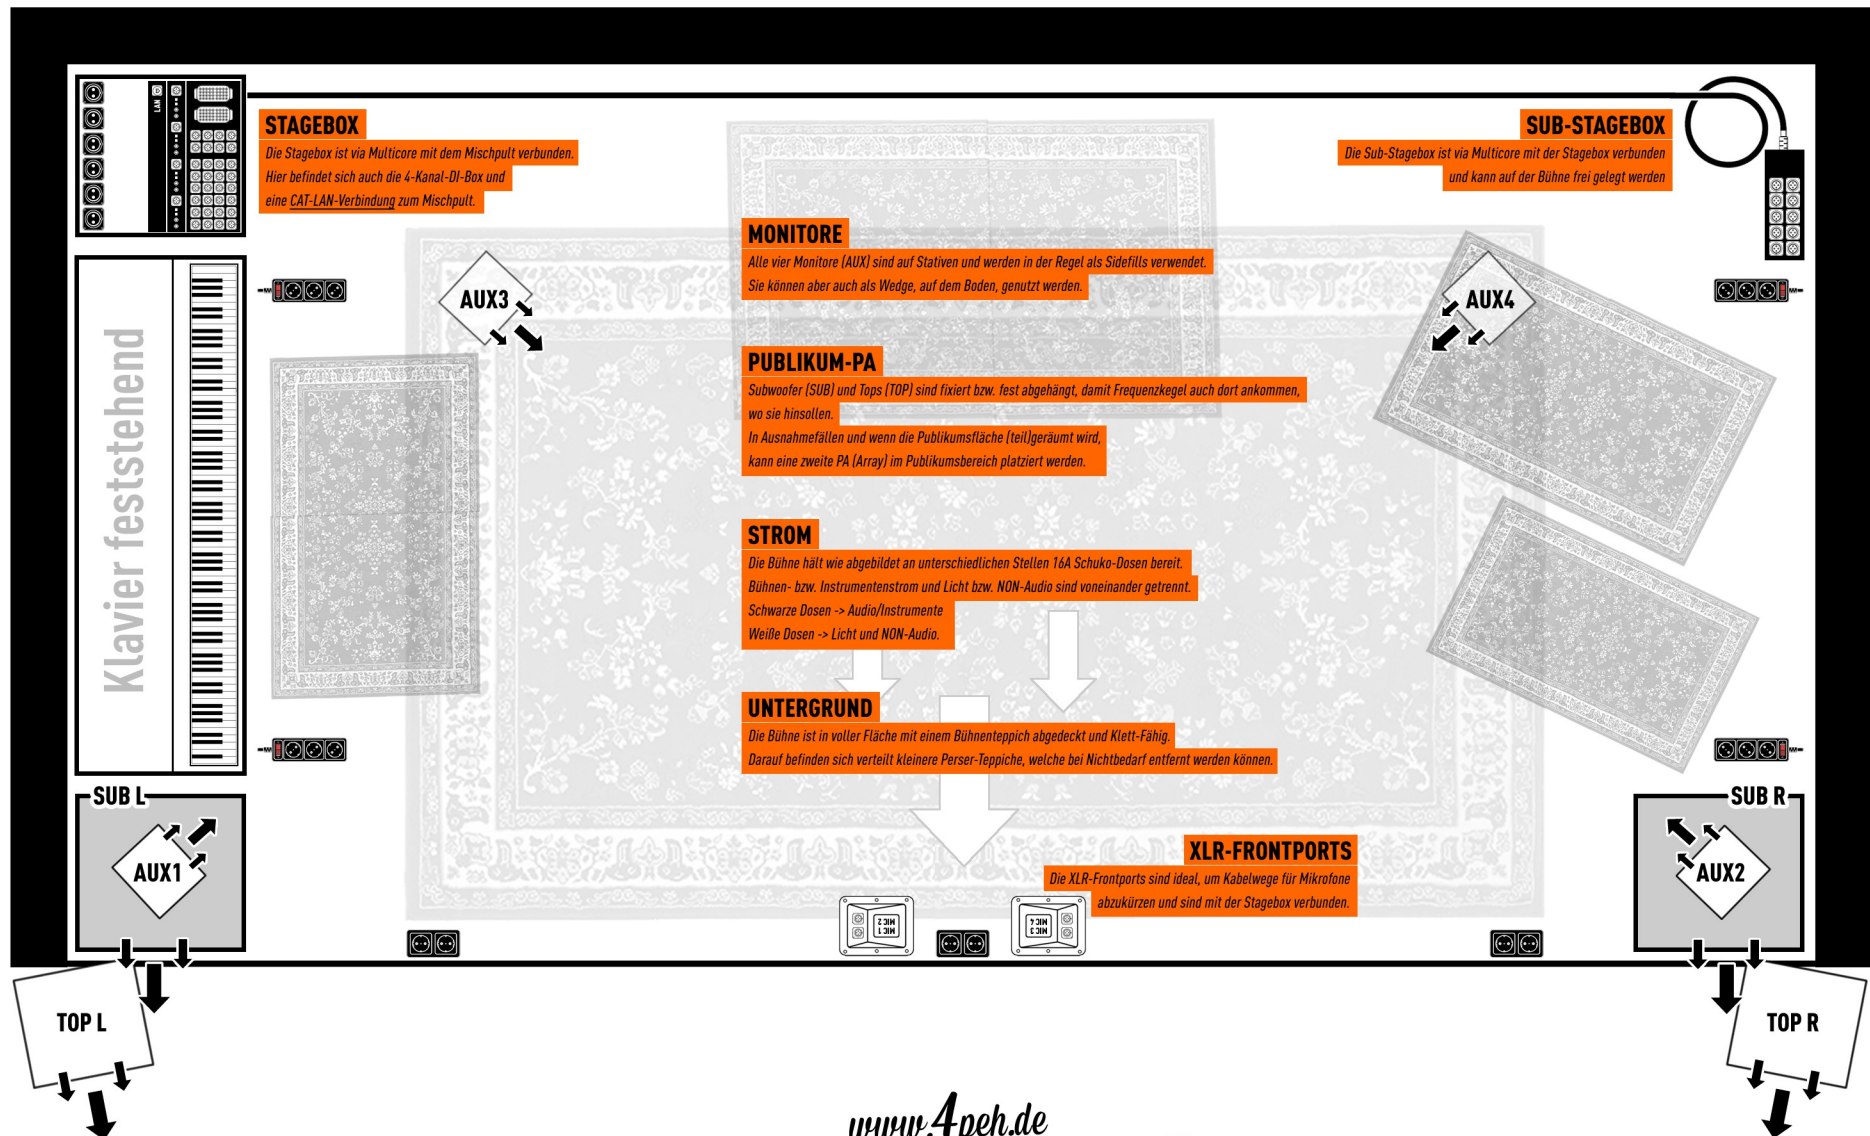 LAN
STAGEBOX
Die Stagebox ist via Multicore mit dem Mischpult verbunden.
Hier befindet sich auch die 4-Kanal-DI-Box und
eine CAT-LAN-Verbindung zum Mischpult.
SUB-STAGEBOX
Die Sub-Stagebox ist via Multicore mit der Stagebox verbunden
und kann auf der Bühne frei gelegt werden
MONITORE
Alle vier Monitore (AUX) sind auf Stativen und werden in der Regel als Sidefills verwendet.
Sie können aber auch als Wedge, auf dem Boden, genutzt werden.
AUX3
AUX4
Klavier feststehend
PUBLIKUM-PA
Subwoofer (SUB) und Tops (TOP) sind fixiert bzw. fest abgehängt, damit Frequenzkegel auch dort ankommen,
wo sie hinsollen.
In Ausnahmefällen und wenn die Publikumsfläche (teil)geräumt wird,
kann eine zweite PA (Array) im Publikumsbereich platziert werden.
STROM
Die Bühne hält wie abgebildet an unterschiedlichen Stellen 16A Schuko-Dosen bereit.
Bühnen- bzw. Instrumentenstrom und Licht bzw. NON-Audio sind voneinander getrennt.
Schwarze Dosen -> Audio/Instrumente
Weiße Dosen -> Licht und NON-Audio.
UNTERGRUND
Die Bühne ist in voller Fläche mit einem Bühnenteppich abgedeckt und Klett-Fähig.
Darauf befinden sich verteilt kleinere Perser-Teppiche, welche bei Nichtbedarf entfernt werden können.
SUB L
SUB R
AUX1
AUX2
XLR-FRONTPORTS
Die XLR-Frontports sind ideal, um Kabelwege für Mikrofone
abzukürzen und sind mit der Stagebox verbunden.
MIC 1
MIC 2
MIC 3
MIC 4
TOP L
TOP R
www.4peh.de